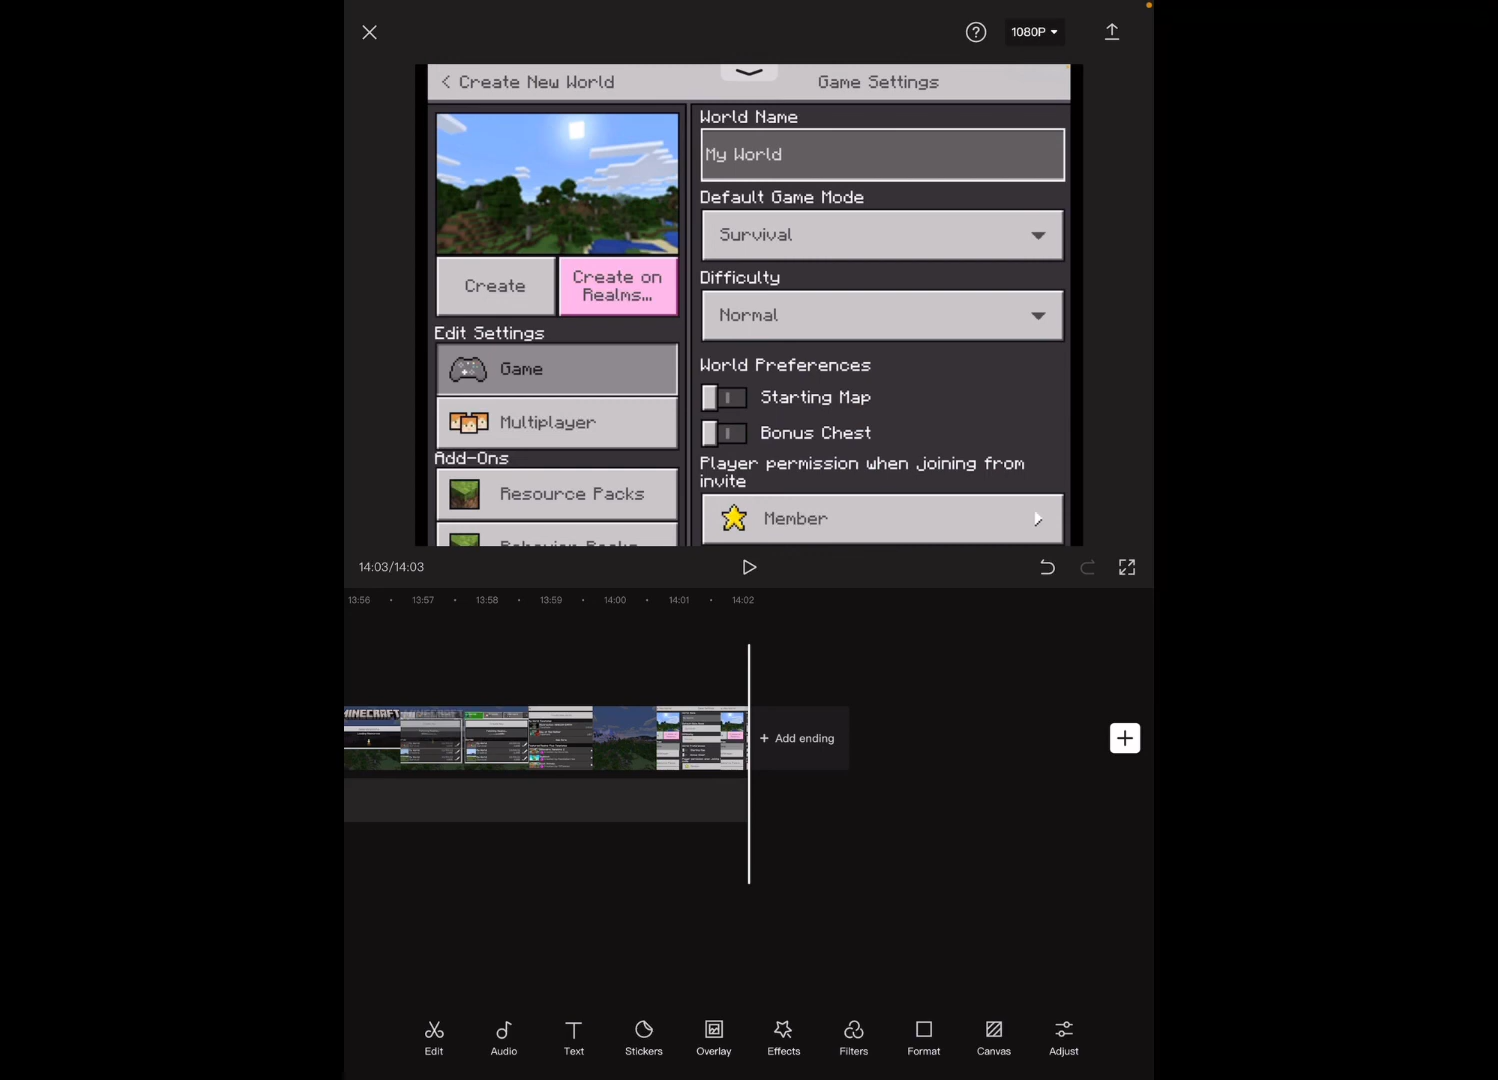 1080P
Create New World
Game Settings
World Name
My World
Default Game Mode
Survival
Create
Create on
Realms...
Difficulty
Normal
Edit Settings
Game
World Preferences
Starting Map
Multiplayer
Bonus Chest
Add-Ons
Player permission when joining from
invite
Resource Packs
Member
Behavior Packs
14:03/14:03
13:56
13:57
13:58
13:59
14:00
14:01
14:02
MINECRAFT
+ Add ending
Edit
Audio
Text
Stickers
Overlay
Effects
Filters
Format
Canvas
Adjust